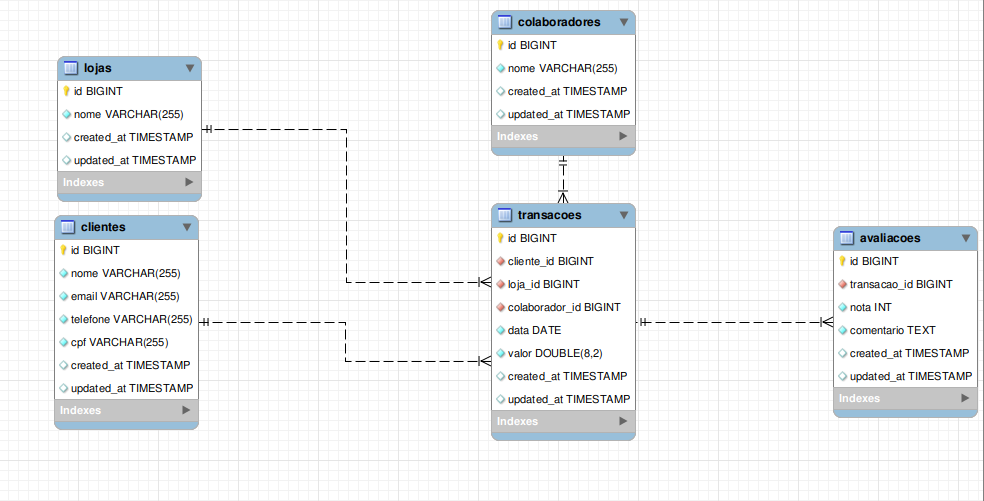 colaboradores
id BIGINT
nome VARCHAR(255)
created_at TIMESTAMP
updated_at TIMESTAMP
Indexes
lojas
id BIGINT
nome VARCHAR(255)
created_at TIMESTAMP
updated_at TIMESTAMP
Indexes
clientes
id BIGINT
nome VARCHAR(255)
email VARCHAR(255)
telefone VARCHAR(255)
cpf VARCHAR(255)
created_at TIMESTAMP
updated_at TIMESTAMP
Indexes
transacoes
id BIGINT
cliente_id BIGINT
loja_id BIGINT
colaborador_id BIGINT
data DATE
valor DOUBLE(8,2)
created_at TIMESTAMP
updated_at TIMESTAMP
Indexes
avaliacoes
id BIGINT
transacao_id BIGINT
nota INT
comentario TEXT
created_at TIMESTAMP
updated_at TIMESTAMP
Indexes